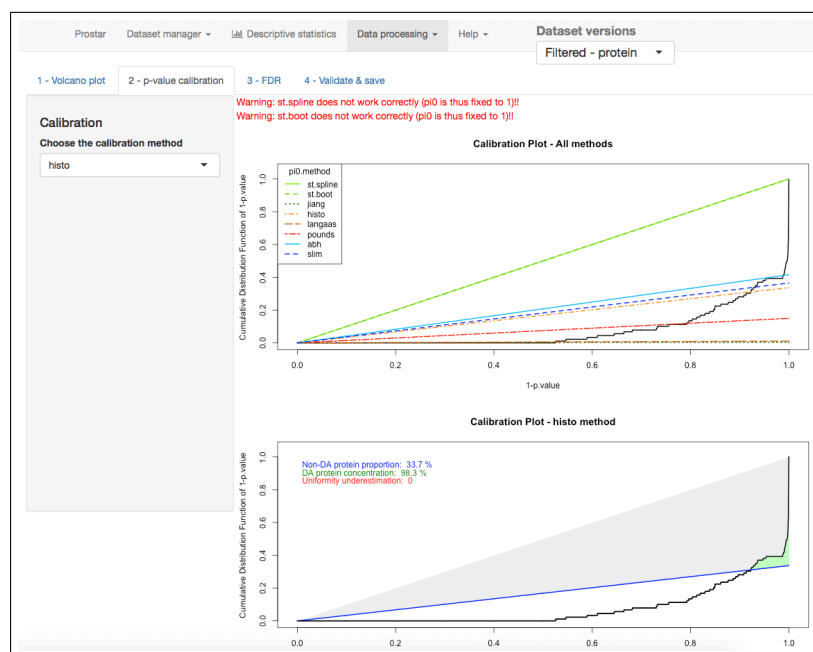 Prostar Dataset manager Descriptive statistics Data processing Help
Dataset versions
Filtered - protein
1 - Volcano plot 2 - p-value calibration 3 - FDR 4 - Validate & save
Warning: st.spline does not work correctly (pi0 is thus fixed to 1)!!
Warning: st.boot does not work correctly (pi0 is thus fixed to 1)!!
Calibration
Choose the calibration method
histo
Calibration Plot - All methods
Cumulative Distribution Function of 1-p.value
1.0
0.8
0.6
0.4
0.2
0.0
pi0.method
st.spline
st.boot
jiang
histo
langaas
pounds
abh
slim
0.0 0.2 0.4 0.6 0.8 1.0
1-p.value
Calibration Plot - histo method
Cumulative Distribution Function of 1-p.value
1.0
0.8
0.6
0.4
0.2
0.0
Non-DA protein proportion: 33.7 %
DA protein concentration: 98.3 %
Uniformity underestimation: 0
0.0 0.2 0.4 0.6 0.8 1.0